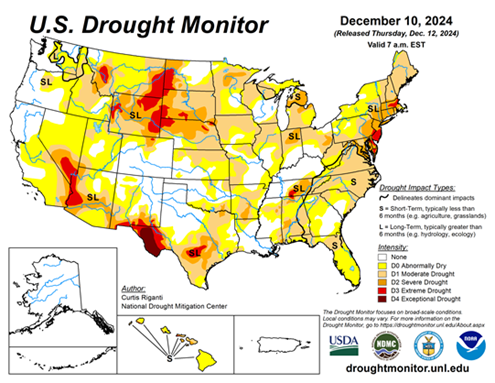 U.S. Drought Monitor
December 10, 2024
(Released Thursday, Dec. 12, 2024)
Valid 7 a.m. EST
SL
SL
S
SL
SL
SL
SL
SL
SL
S
S
Drought Impact Types:
Delineates dominant impacts
S = Short-Term, typically less than
6 months (e.g. agriculture, grasslands)
L = Long-Term, typically greater than
6 months (e.g. hydrology, ecology)
Intensity:
None
D0 Abnormally Dry
D1 Moderate Drought
D2 Severe Drought
D3 Extreme Drought
D4 Exceptional Drought
Author:
Curtis Riganti
National Drought Mitigation Center
S
The Drought Monitor focuses on broad-scale conditions.
Local conditions may vary. For more information on the
Drought Monitor, go to https://droughtmonitor.unl.edu/About.aspx
USDA
NDMC
NOAA
droughtmonitor.unl.edu